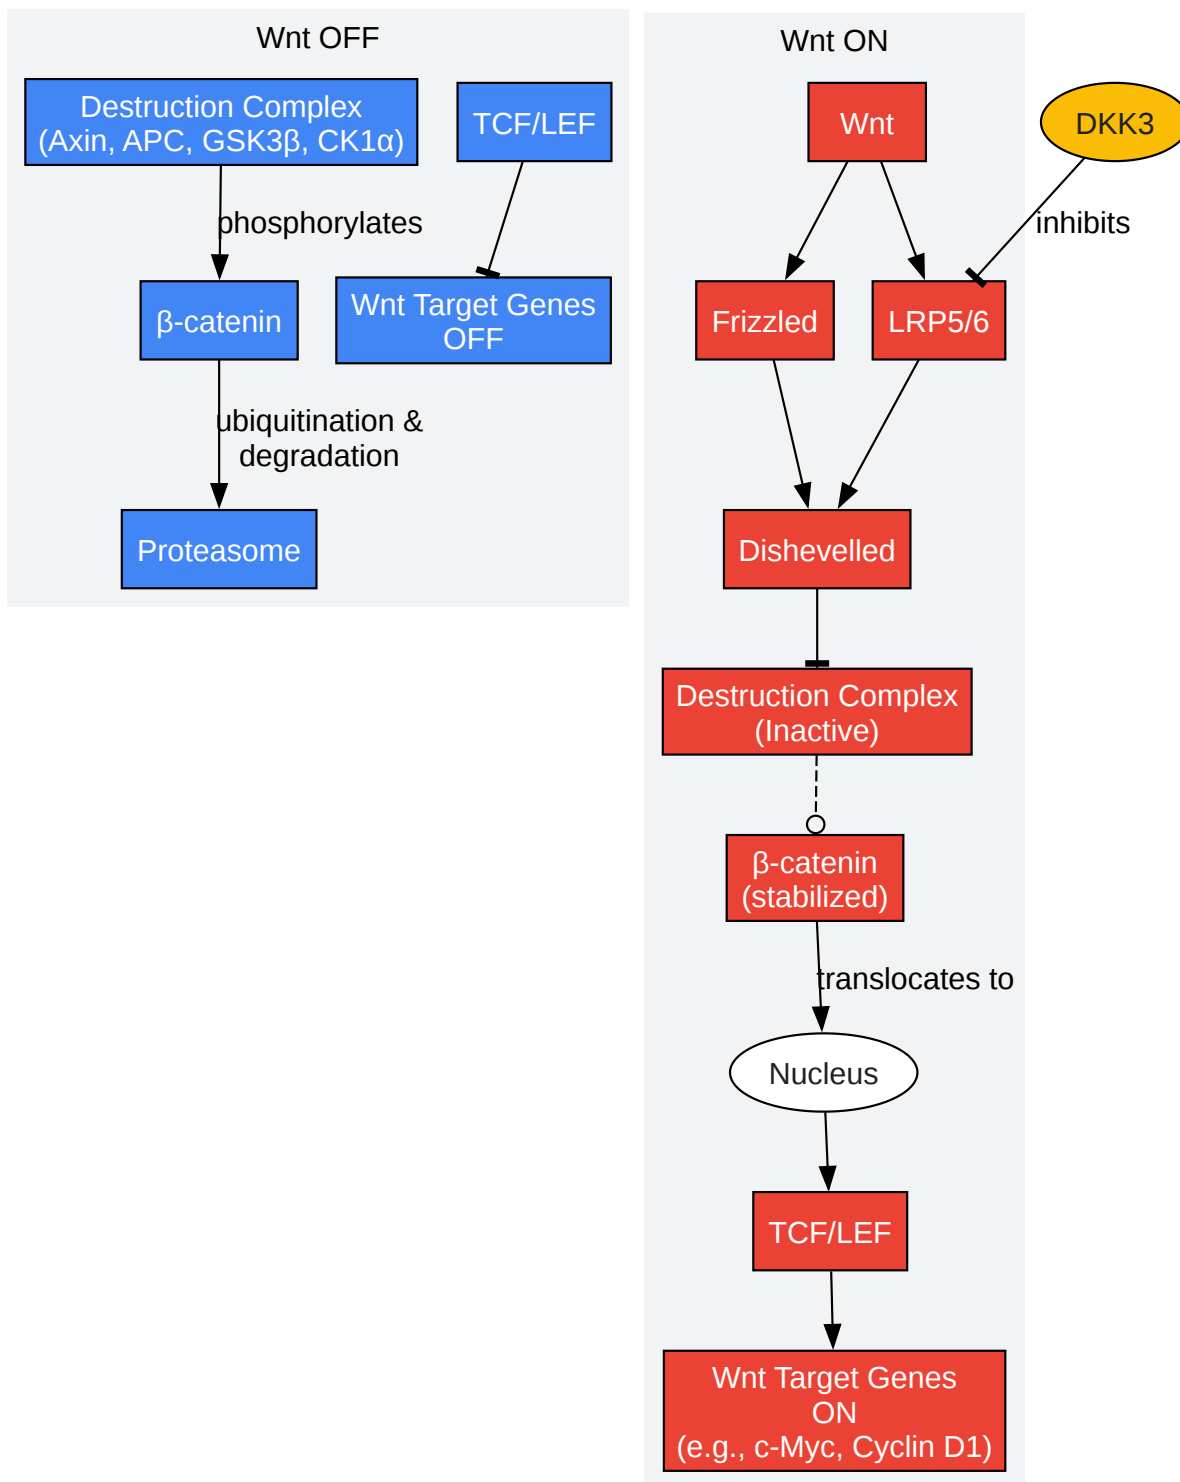 Wnt OFF
Destruction Complex
(Axin, APC, GSK3β, CK1α)
TCF/LEF
phosphorylates
β-catenin
Wnt Target Genes
OFF
ubiquitination &
degradation
Proteasome
Wnt ON
Wnt
DKK3
inhibits
Frizzled
LRP5/6
Dishevelled
Destruction Complex
(Inactive)
β-catenin
(stabilized)
translocates to
Nucleus
TCF/LEF
Wnt Target Genes
ON
(e.g., c-Myc, Cyclin D1)